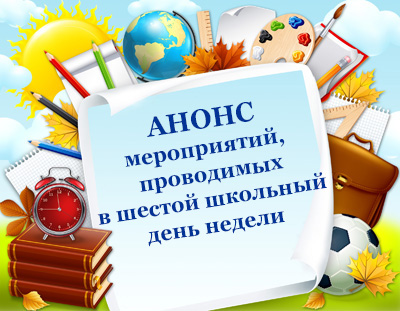 АНОНС
мероприятий,
проводимых
в шестой школьный
день недели